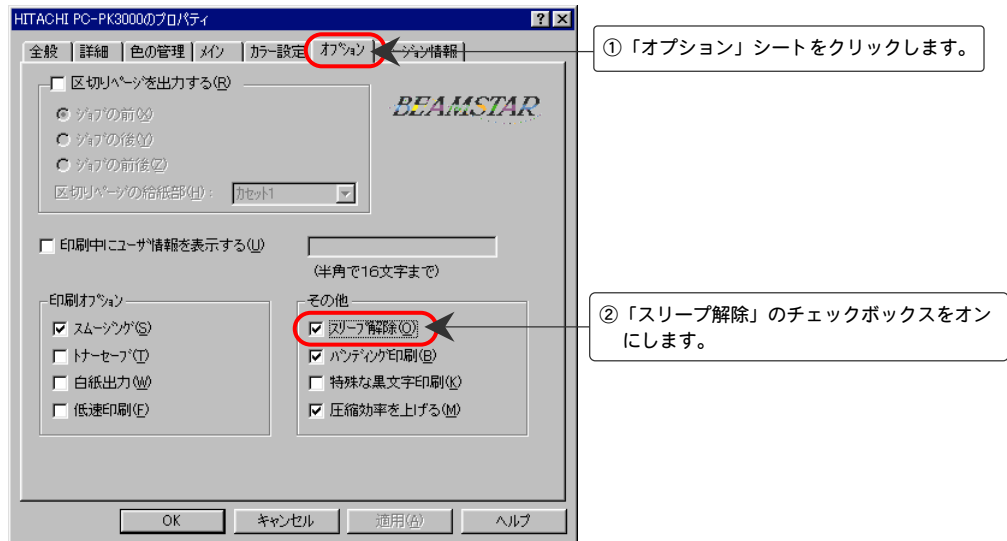 HITACHI PC-PK3000のプロパティ
全般 詳細 色の管理 メイン カラー設定 オプション ージョン情報
区切りページを出力する(R)
BEAMSTAR
ジョブの前(X)
ジョブの後(Y)
ジョブの前後(Z)
区切りページの給紙部(H): カセット1
印刷中にユーザ情報を表示する(U)
(半角で16文字まで)
印刷オプション
スムージング(S)
トナーセーブ(T)
白紙出力(W)
低速印刷(F)
その他
スリープ解除(O)
バンディング印刷(B)
特殊な黒文字印刷(K)
圧縮効率を上げる(M)
OK キャンセル 適用(A) ヘルプ
①「オプション」シートをクリックします。
②「スリープ解除」のチェックボックスをオン
にします。